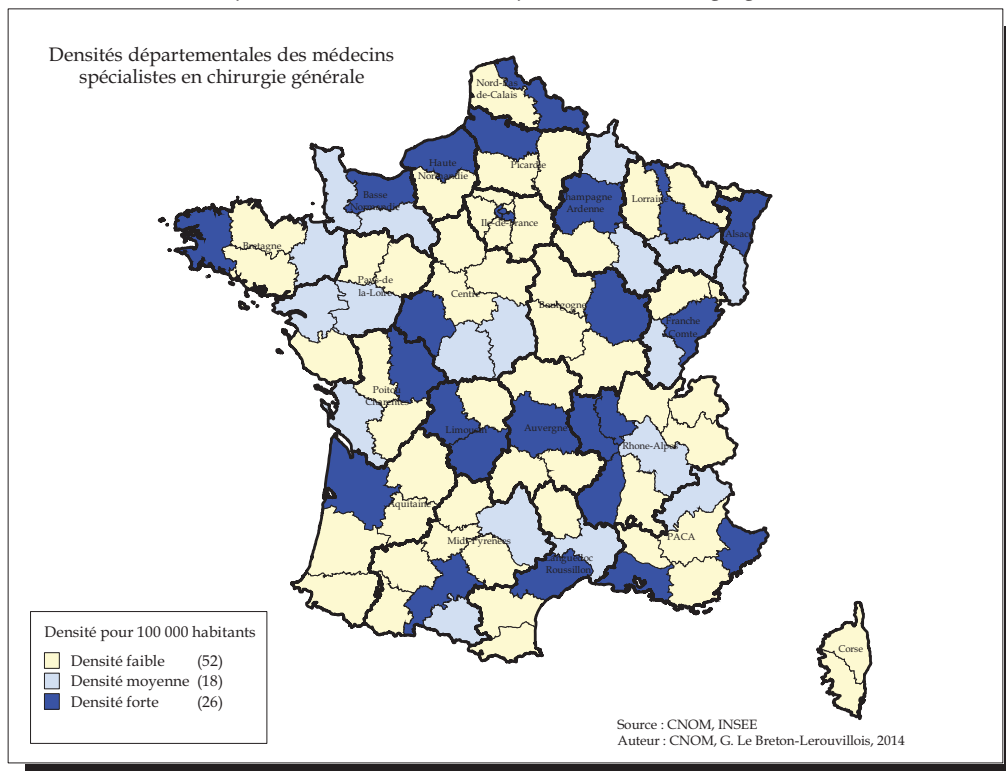 Densités départementales des médecins
spécialistes en chirurgie générale
Nord-Pas
de-Calais
Haute
Normandie
Picardie
Basse
Normandie
Ile-de-France
Champagne
Ardenne
Lorraine
Alsace
Bretagne
Pays-de
la-Loire
Centre
Bourgogne
Franche
Comte
Poitou
Charentes
Limousin
Auvergne
Rhone-Alpes
Aquitaine
Midi-Pyrenees
Languedoc
Roussillon
PACA
Corse
Densité pour 100 000 habitants
Densité faible (52)
Densité moyenne (18)
Densité forte (26)
Source : CNOM, INSEE
Auteur : CNOM, G. Le Breton-Lerouvillois, 2014